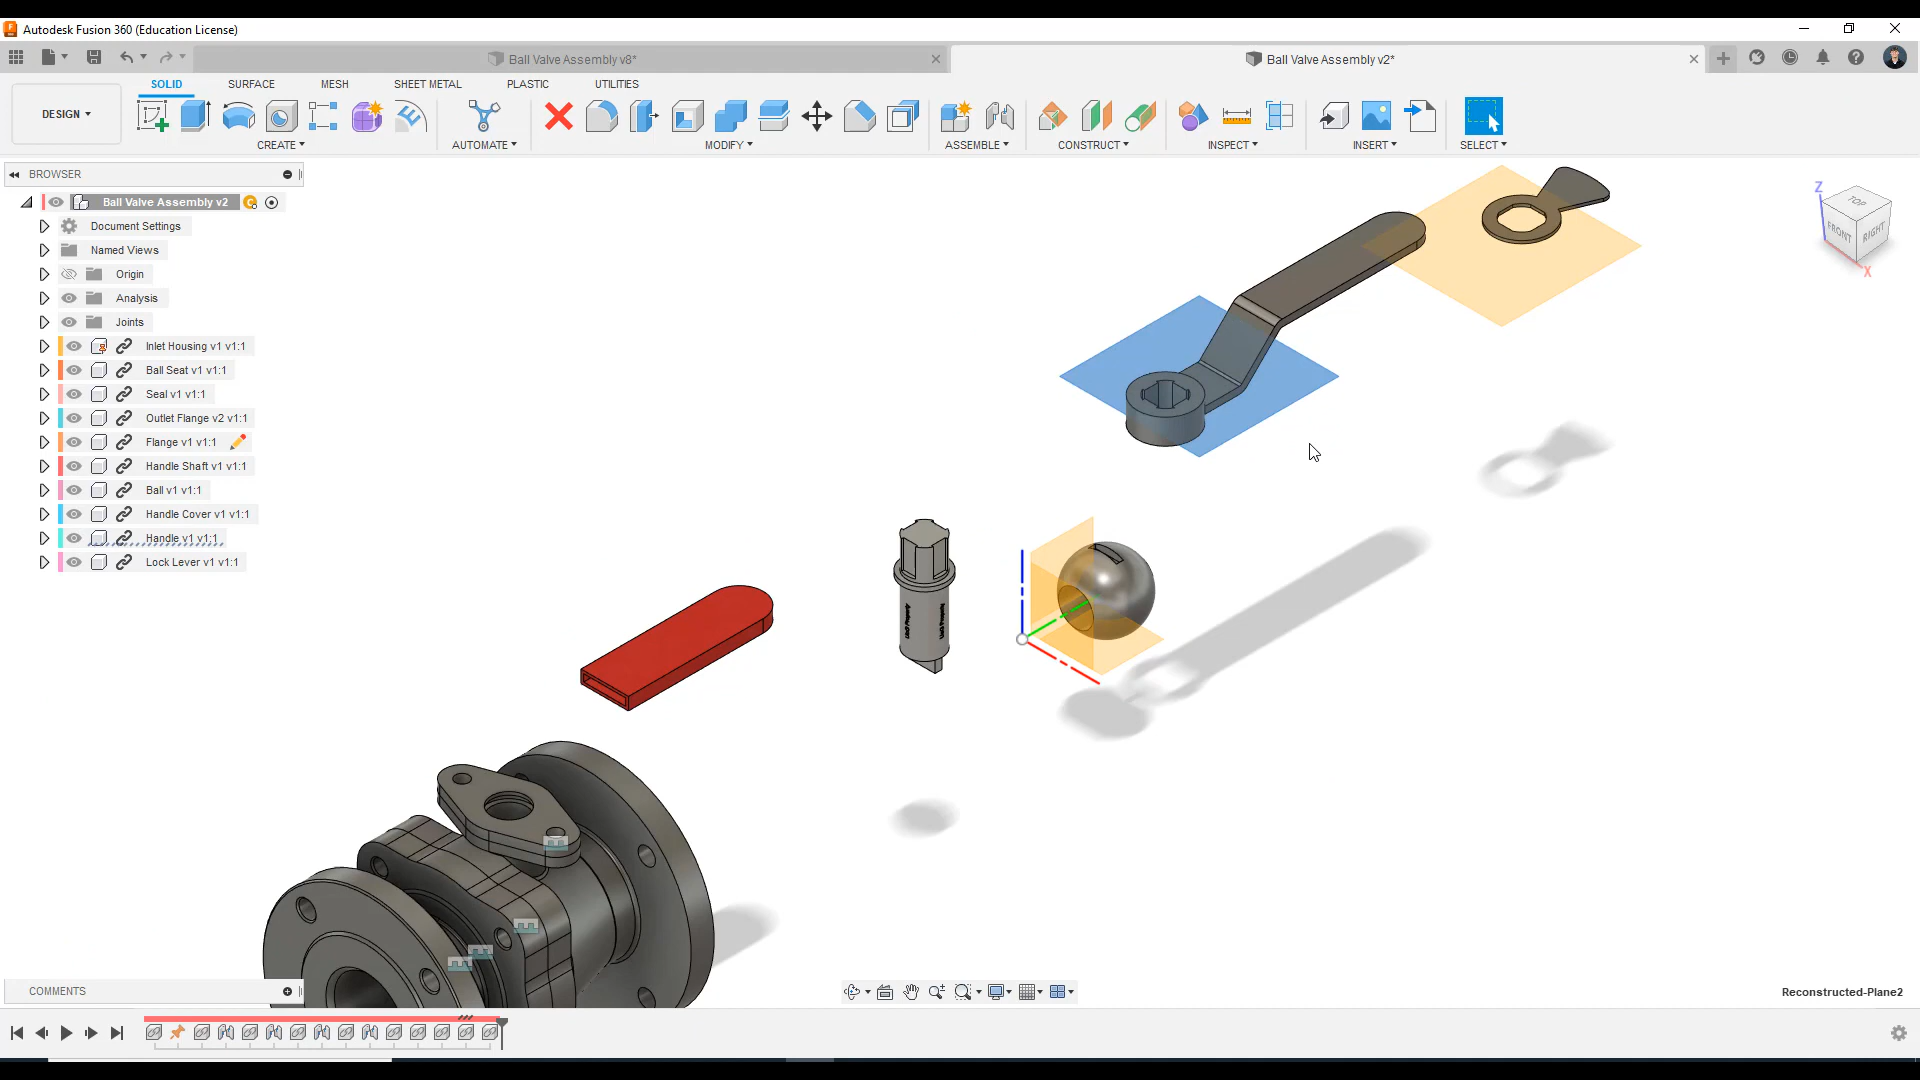 Autodesk Fusion 360 (Education License)
Ball Valve Assembly v8*
Ball Valve Assembly v2*
SOLID
SURFACE
MESH
SHEET METAL
PLASTIC
UTILITIES
DESIGN
CREATE
AUTOMATE
MODIFY
ASSEMBLE
CONSTRUCT
INSPECT
INSERT
SELECT
BROWSER
Ball Valve Assembly v2
Document Settings
Named Views
Origin
Analysis
Joints
Inlet Housing v1 v1:1
Ball Seat v1 v1:1
Seal v1 v1:1
Outlet Flange v2 v1:1
Flange v1 v1:1
Handle Shaft v1 v1:1
Ball v1 v1:1
Handle Cover v1 v1:1
Handle v1 v1:1
Lock Lever v1 v1:1
Z
TOP
FRONT
RIGHT
X
COMMENTS
Reconstructed-Plane2